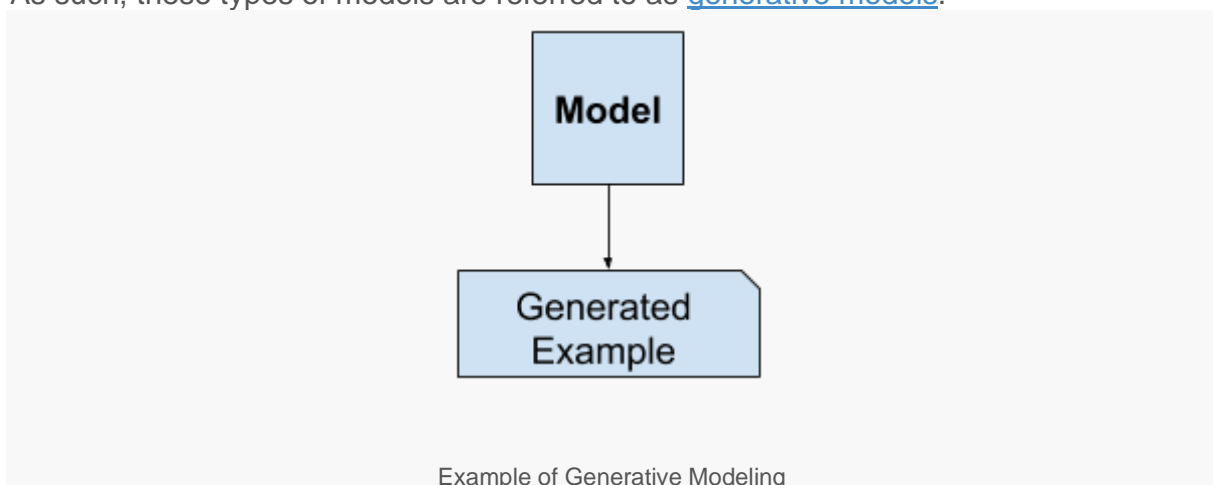 As such, these types of models are referred to as generative models.
Model
Generated
Example
Example of Generative Modeling